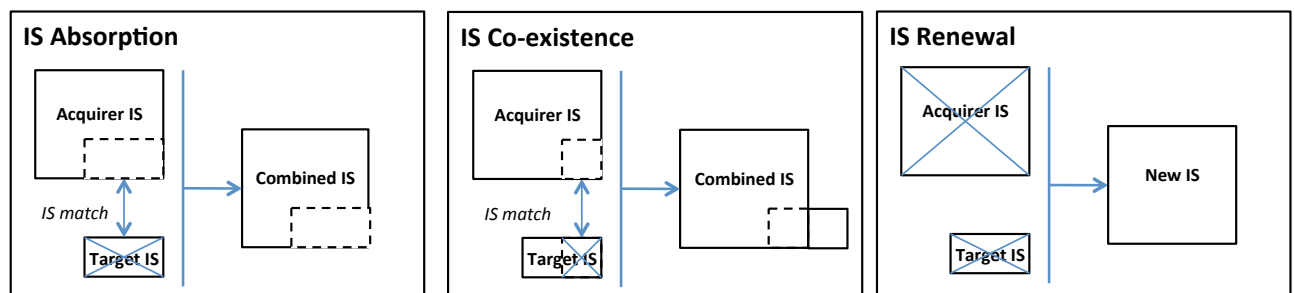 IS Absorption
Acquirer IS
IS match
Target IS
Combined IS
IS Co-existence
Acquirer IS
IS match
Target IS
Combined IS
IS Renewal
Acquirer IS
Target IS
New IS